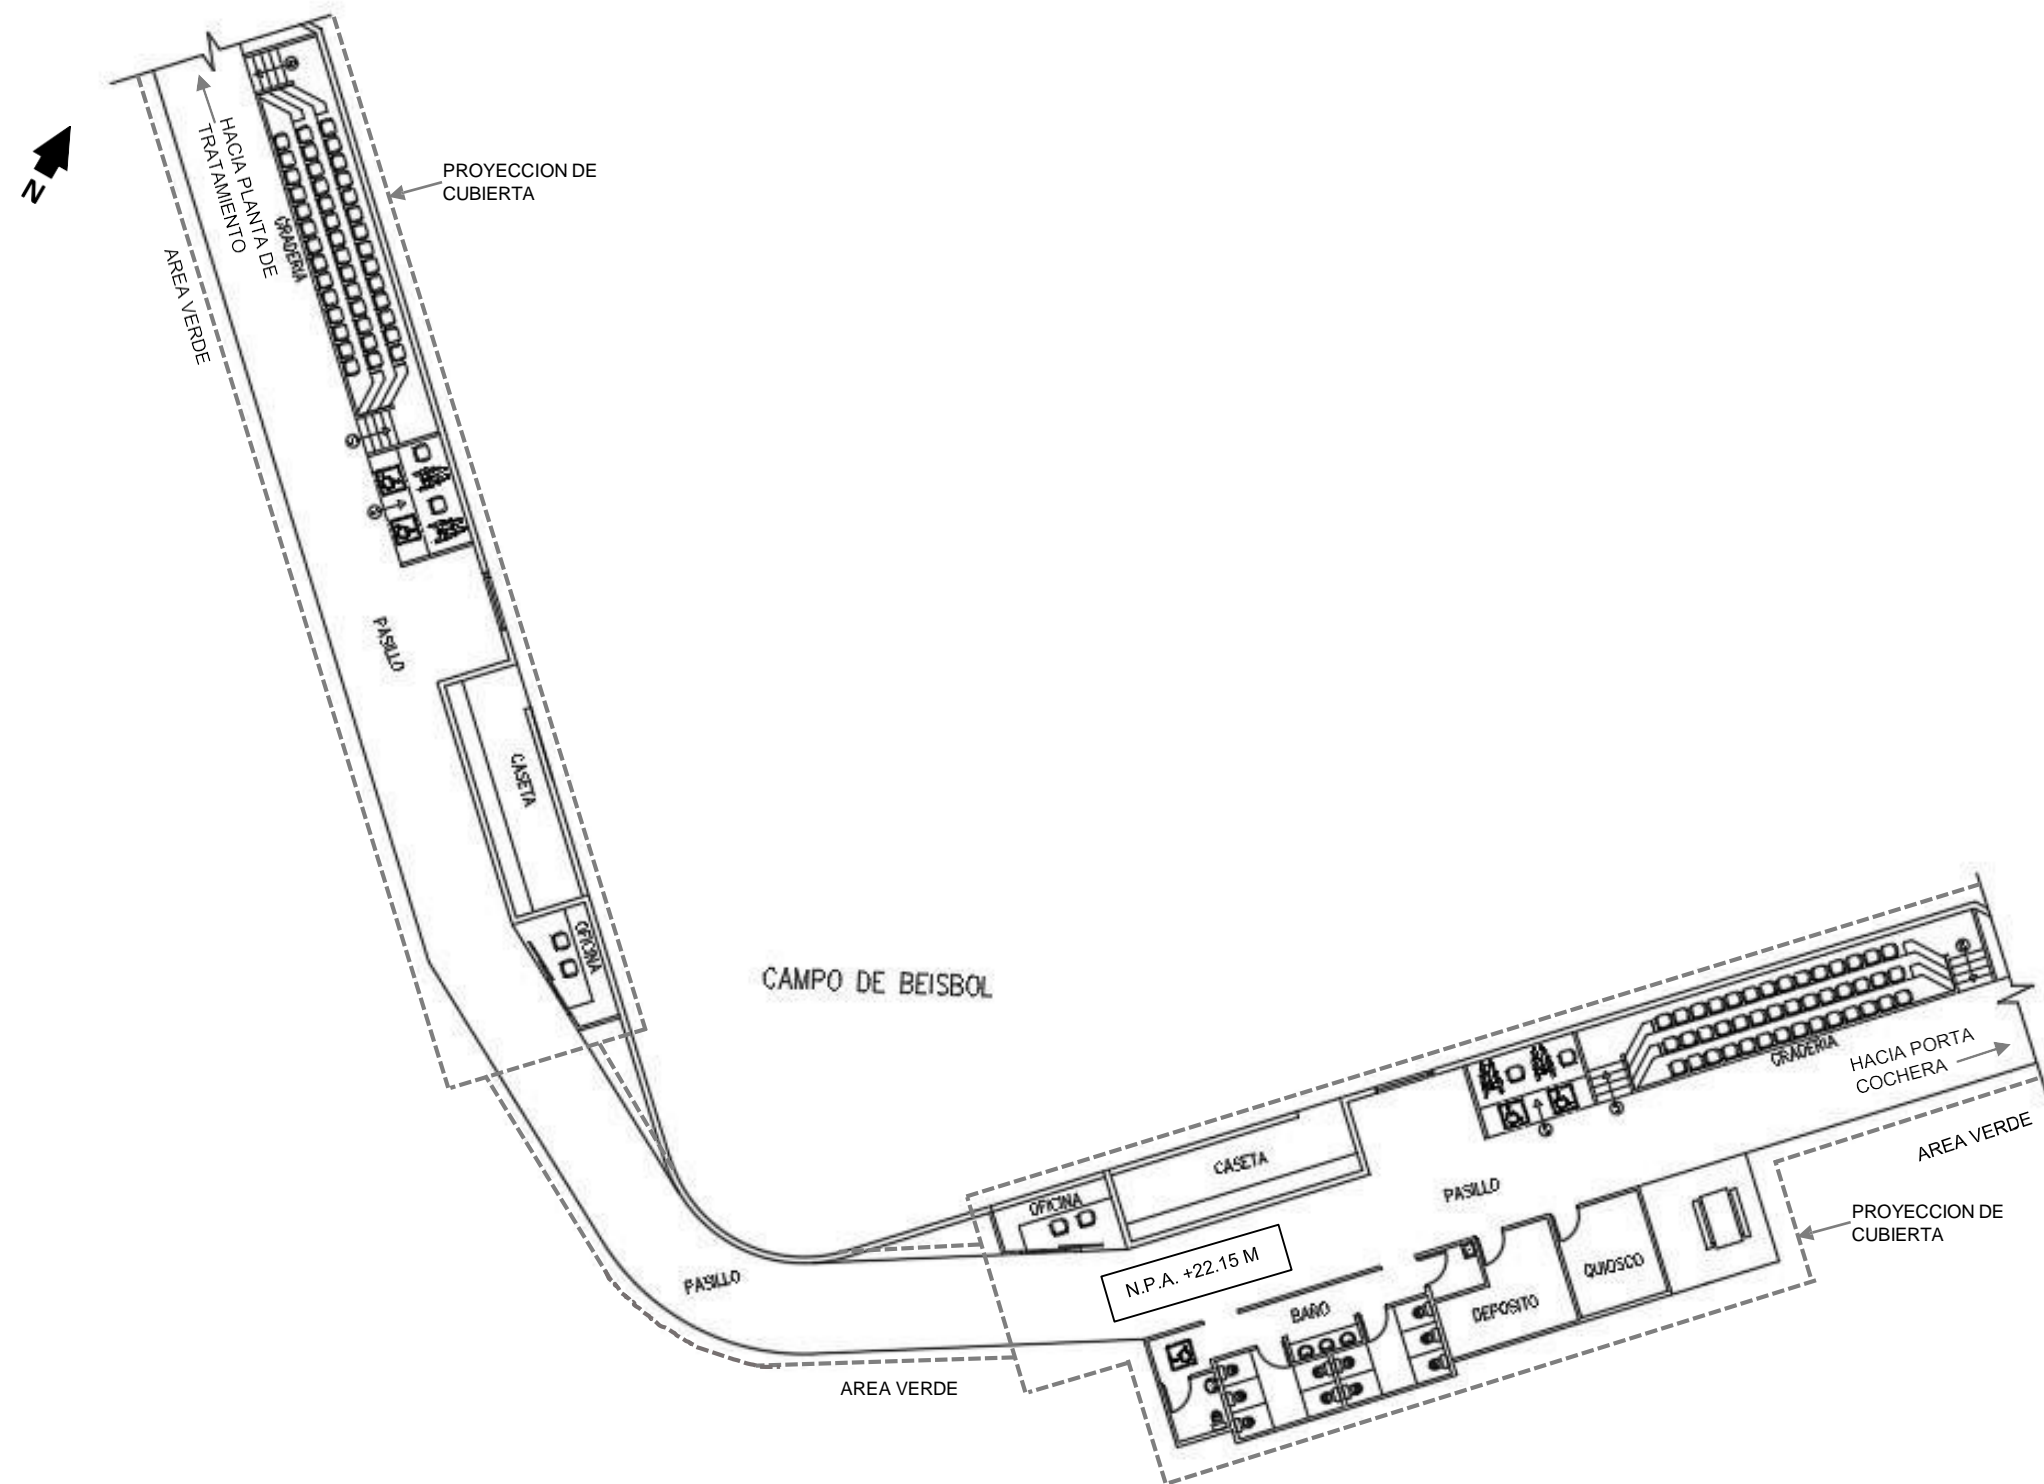 HACIA PLANTA DE
TRATAMIENTO
GRADERIA
AREA VERDE
PROYECCION DE
CUBIERTA
N
S
S
S
PASILLO
CASETA
OFICINA
CAMPO DE BEISBOL
S
GRADERIA
HACIA PORTA
COCHERA
S
S
AREA VERDE
CASETA
OFICINA
PASILLO
PROYECCION DE
CUBIERTA
N.P.A. +22.15 M
PASILLO
BAÑO
DEPOSITO
QUIOSCO
AREA VERDE